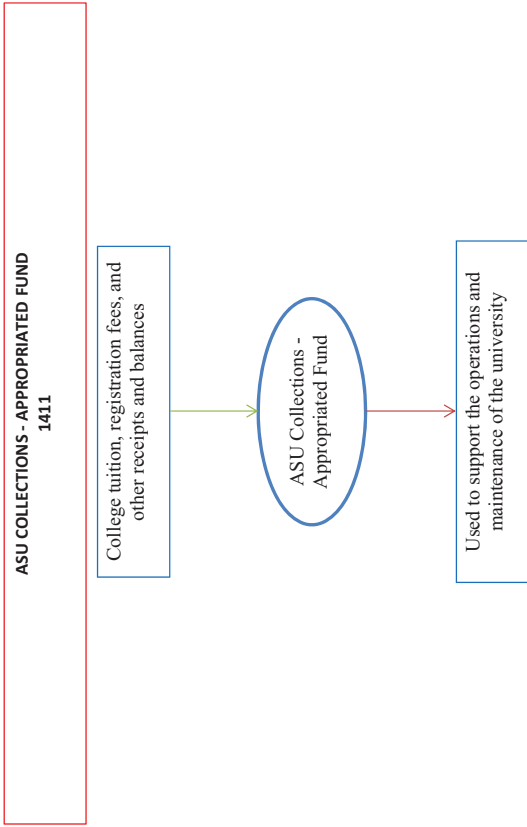 ASU COLLECTIONS - APPROPRIATED FUND
1411
College tuition, registration fees, and
other receipts and balances
ASU Collections -
Appropriated Fund
Used to support the operations and
maintenance of the university